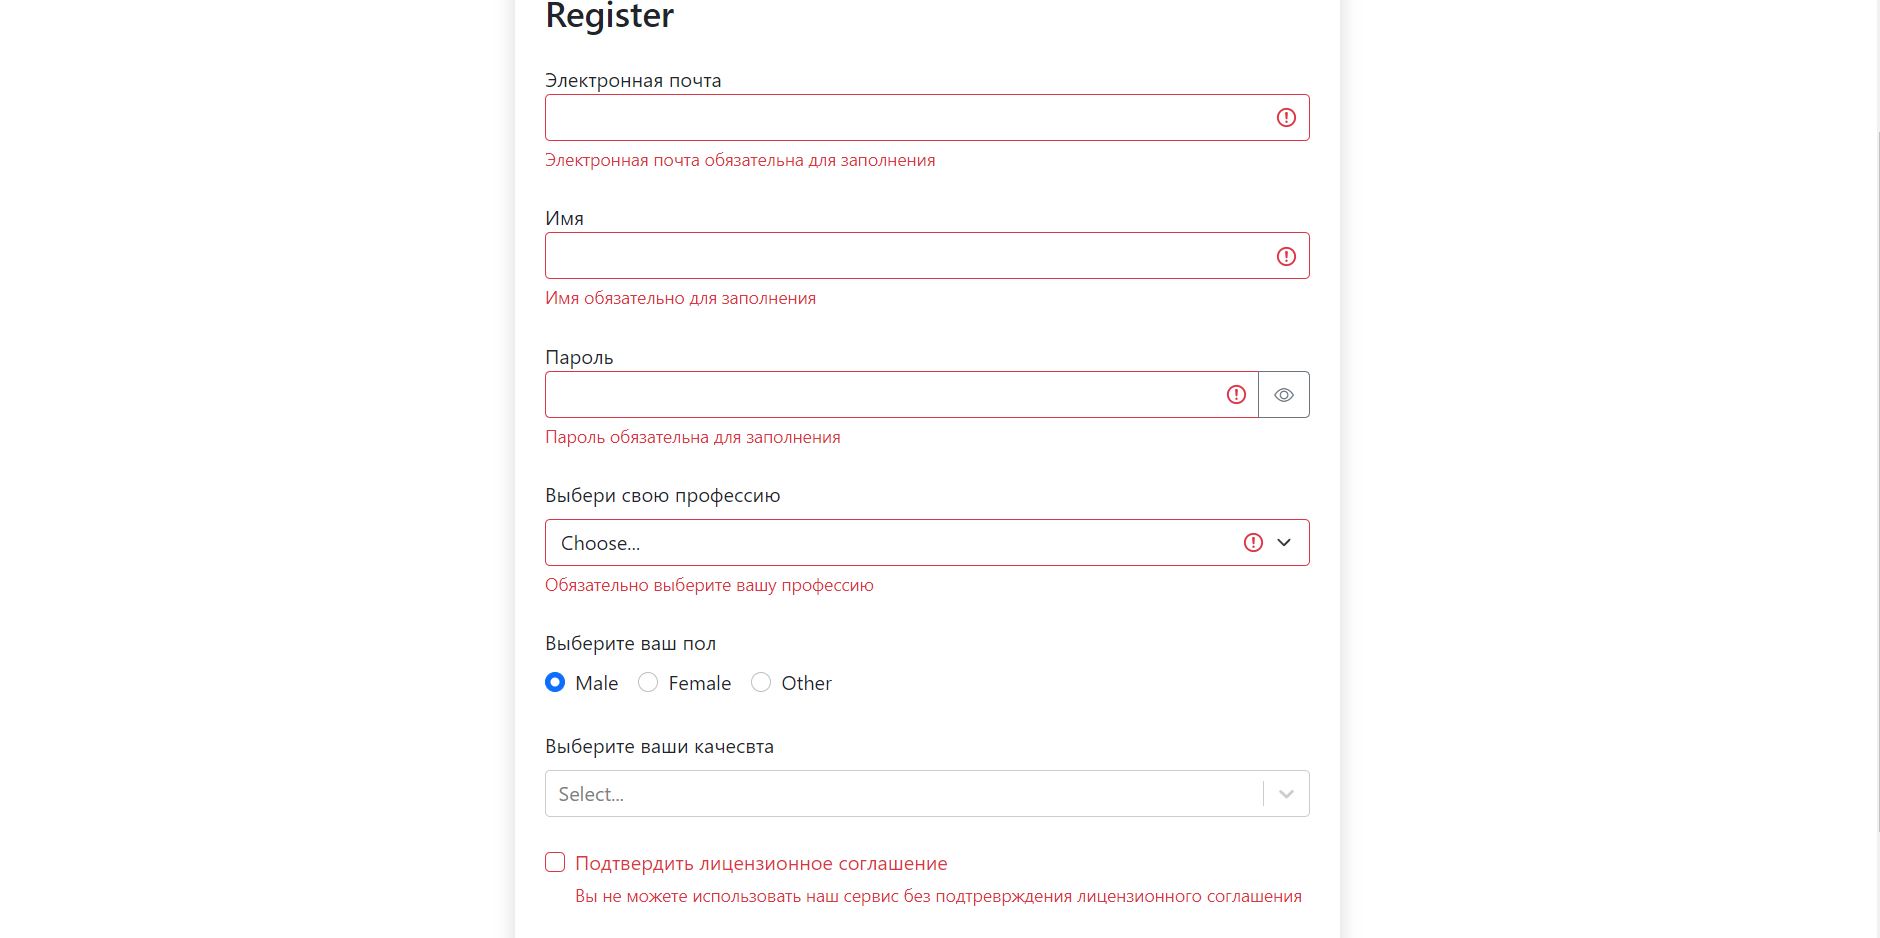 Register
Электронная почта
Электронная почта обязательна для заполнения
Имя
Имя обязательно для заполнения
Пароль
Пароль обязательна для заполнения
Выбери свою профессию
Choose...
Обязательно выберите вашу профессию
Выберите ваш пол
Male Female Other
Выберите ваши качесвта
Select...
Подтвердить лицензионное соглашение
Вы не можете использовать наш сервис без подтреврждения лицензионного соглашения